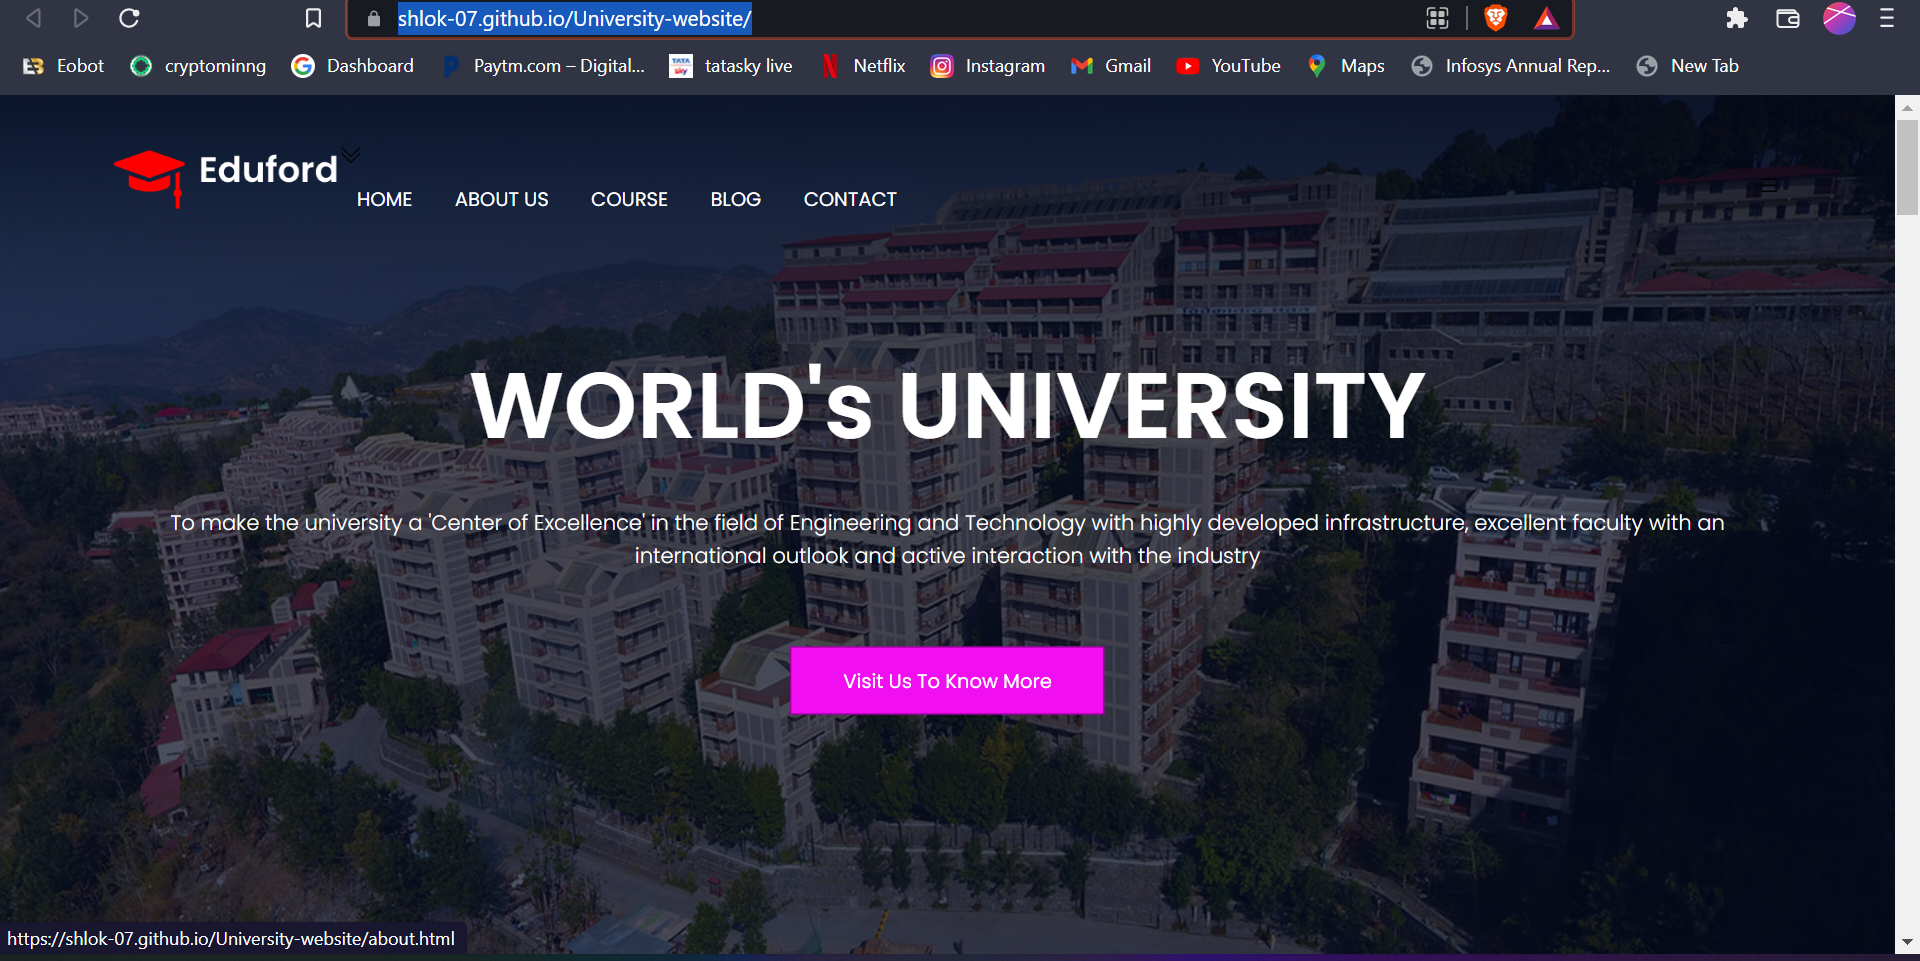 shlok-07.github.io/University-website/
Eobot cryptominng Dashboard Paytm.com – Digital... tatasky live Netflix Instagram Gmail YouTube Maps Infosys Annual Rep... New Tab
Eduford
HOME ABOUT US COURSE BLOG CONTACT
WORLD's UNIVERSITY
To make the university a 'Center of Excellence' in the field of Engineering and Technology with highly developed infrastructure, excellent faculty with an
international outlook and active interaction with the industry
Visit Us To Know More
https://shlok-07.github.io/University-website/about.html